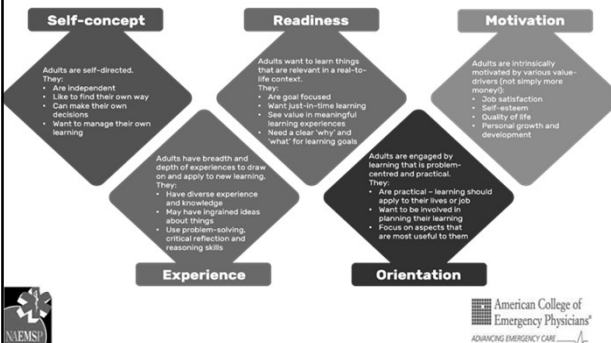 Self-concept
Adults are self-directed.
They:
• Are independent
• Like to find their own way
• Can make their own
decisions
• Want to manage their own
learning
Experience
Adults have breadth and
depth of experiences to draw
on and apply to new learning.
They:
• Have diverse experience
and knowledge
• May have ingrained ideas
about things
• Use problem-solving,
critical reflection and
reasoning skills
Readiness
Adults want to learn things
that are relevant in a real-to-
life context.
They:
• Are goal focused
• Want just-in-time learning
• See value in meaningful
learning experiences
• Need a clear 'why' and
'what' for learning goals
Orientation
Adults are engaged by
learning that is problem-
centred and practical.
They:
• Are practical – learning should
apply to their lives or job
• Want to be involved in
planning their learning
• Focus on aspects that
are most useful to them
Motivation
Adults are intrinsically
motivated by various value-
drivers (not simply more
money!):
• Job satisfaction
• Self-esteem
• Quality of life
• Personal growth and
development
NAEMSP
American College of
Emergency Physicians®
ADVANCING EMERGENCY CARE